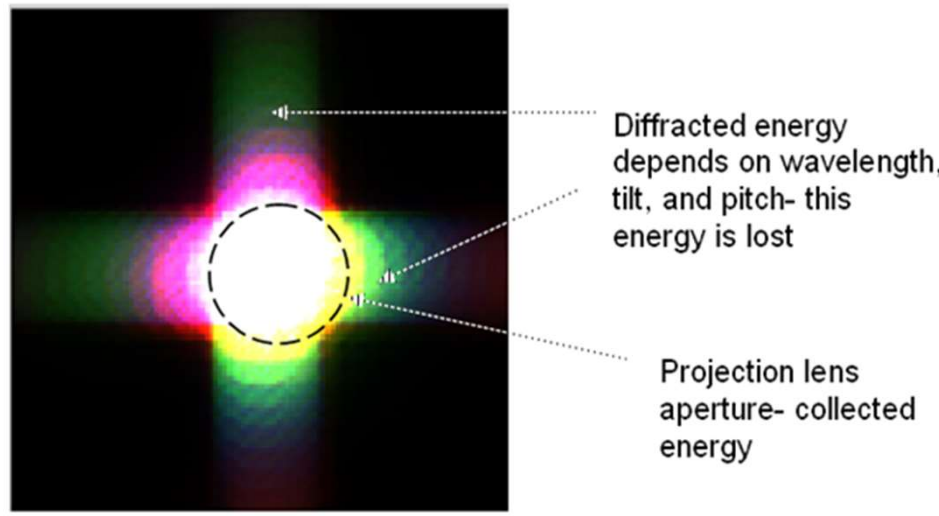 Diffracted energy
depends on wavelength,
tilt, and pitch- this
energy is lost
Projection lens
aperture- collected
energy